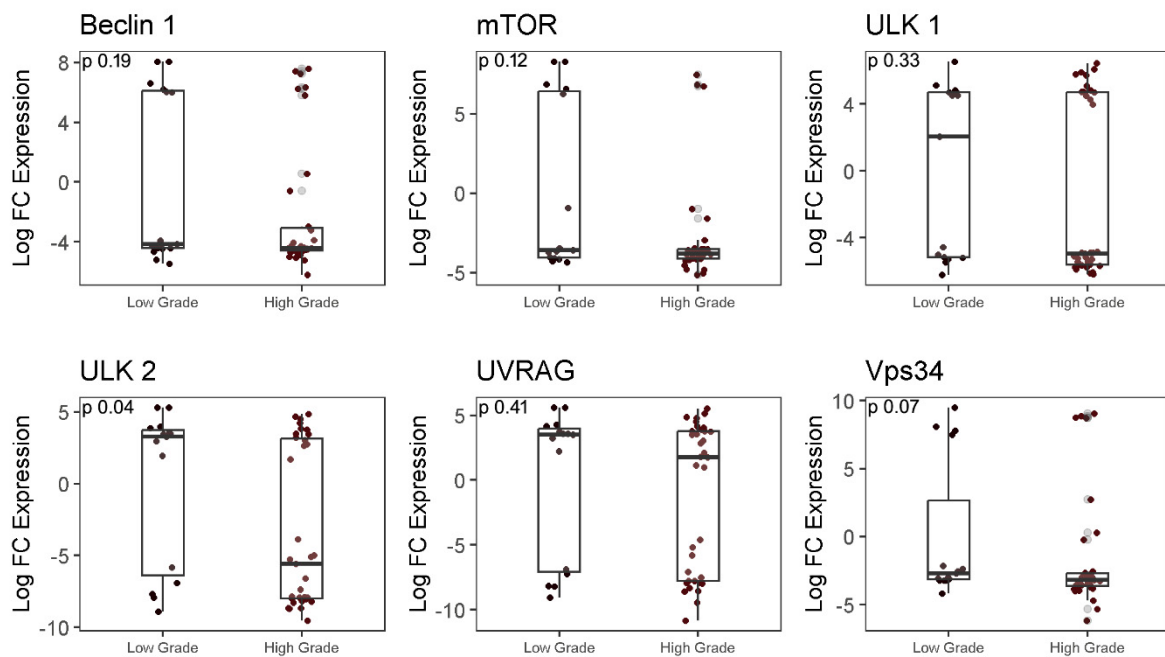 Beclin 1
p 0.19
Log FC Expression
8
4
0
-4
Low Grade
High Grade
mTOR
p 0.12
Log FC Expression
5
0
-5
Low Grade
High Grade
ULK 1
p 0.33
Log FC Expression
4
0
-4
Low Grade
High Grade
ULK 2
p 0.04
Log FC Expression
5
0
-5
-10
Low Grade
High Grade
UVRAG
p 0.41
Log FC Expression
5
0
-5
-10
Low Grade
High Grade
Vps34
p 0.07
Log FC Expression
10
5
0
-5
Low Grade
High Grade